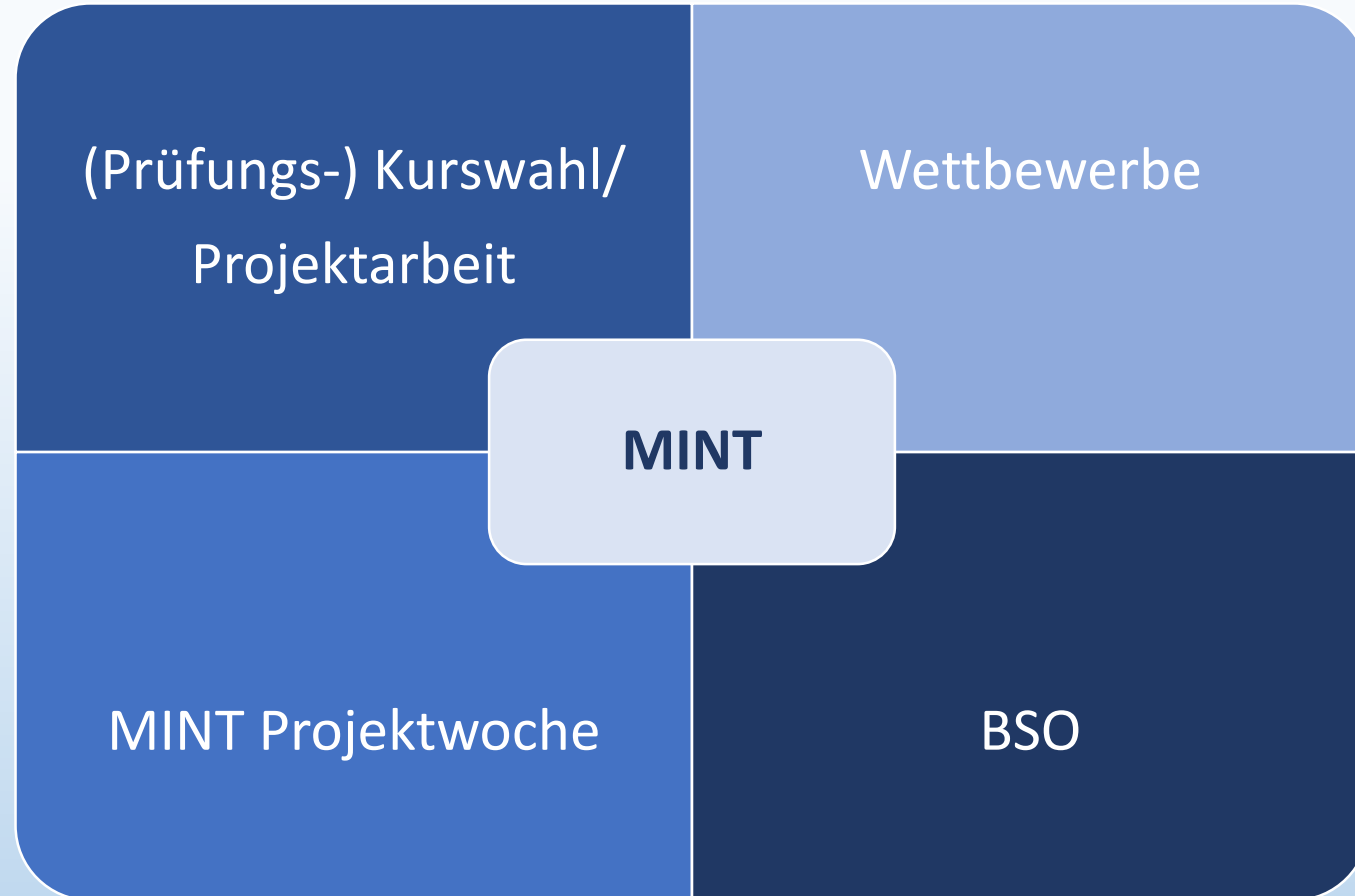 (Prüfungs-) Kurswahl/
Projektarbeit
Wettbewerbe
MINT
MINT Projektwoche
BSO